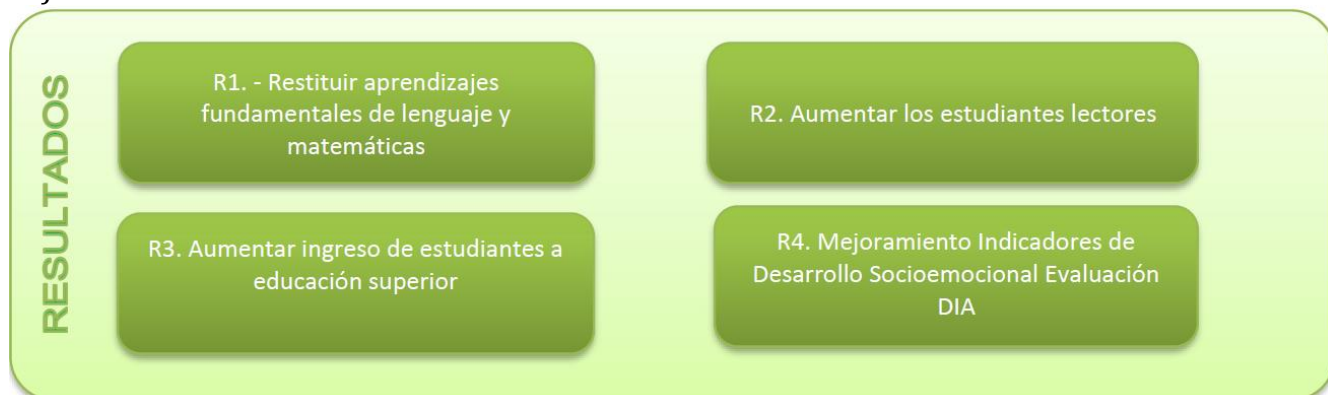 RESULTADOS
R1. - Restituir aprendizajes
fundamentales de lenguaje y
matemáticas
R2. Aumentar los estudiantes lectores
R3. Aumentar ingreso de estudiantes a
educación superior
R4. Mejoramiento Indicadores de
Desarrollo Socioemocional Evaluación
DIA